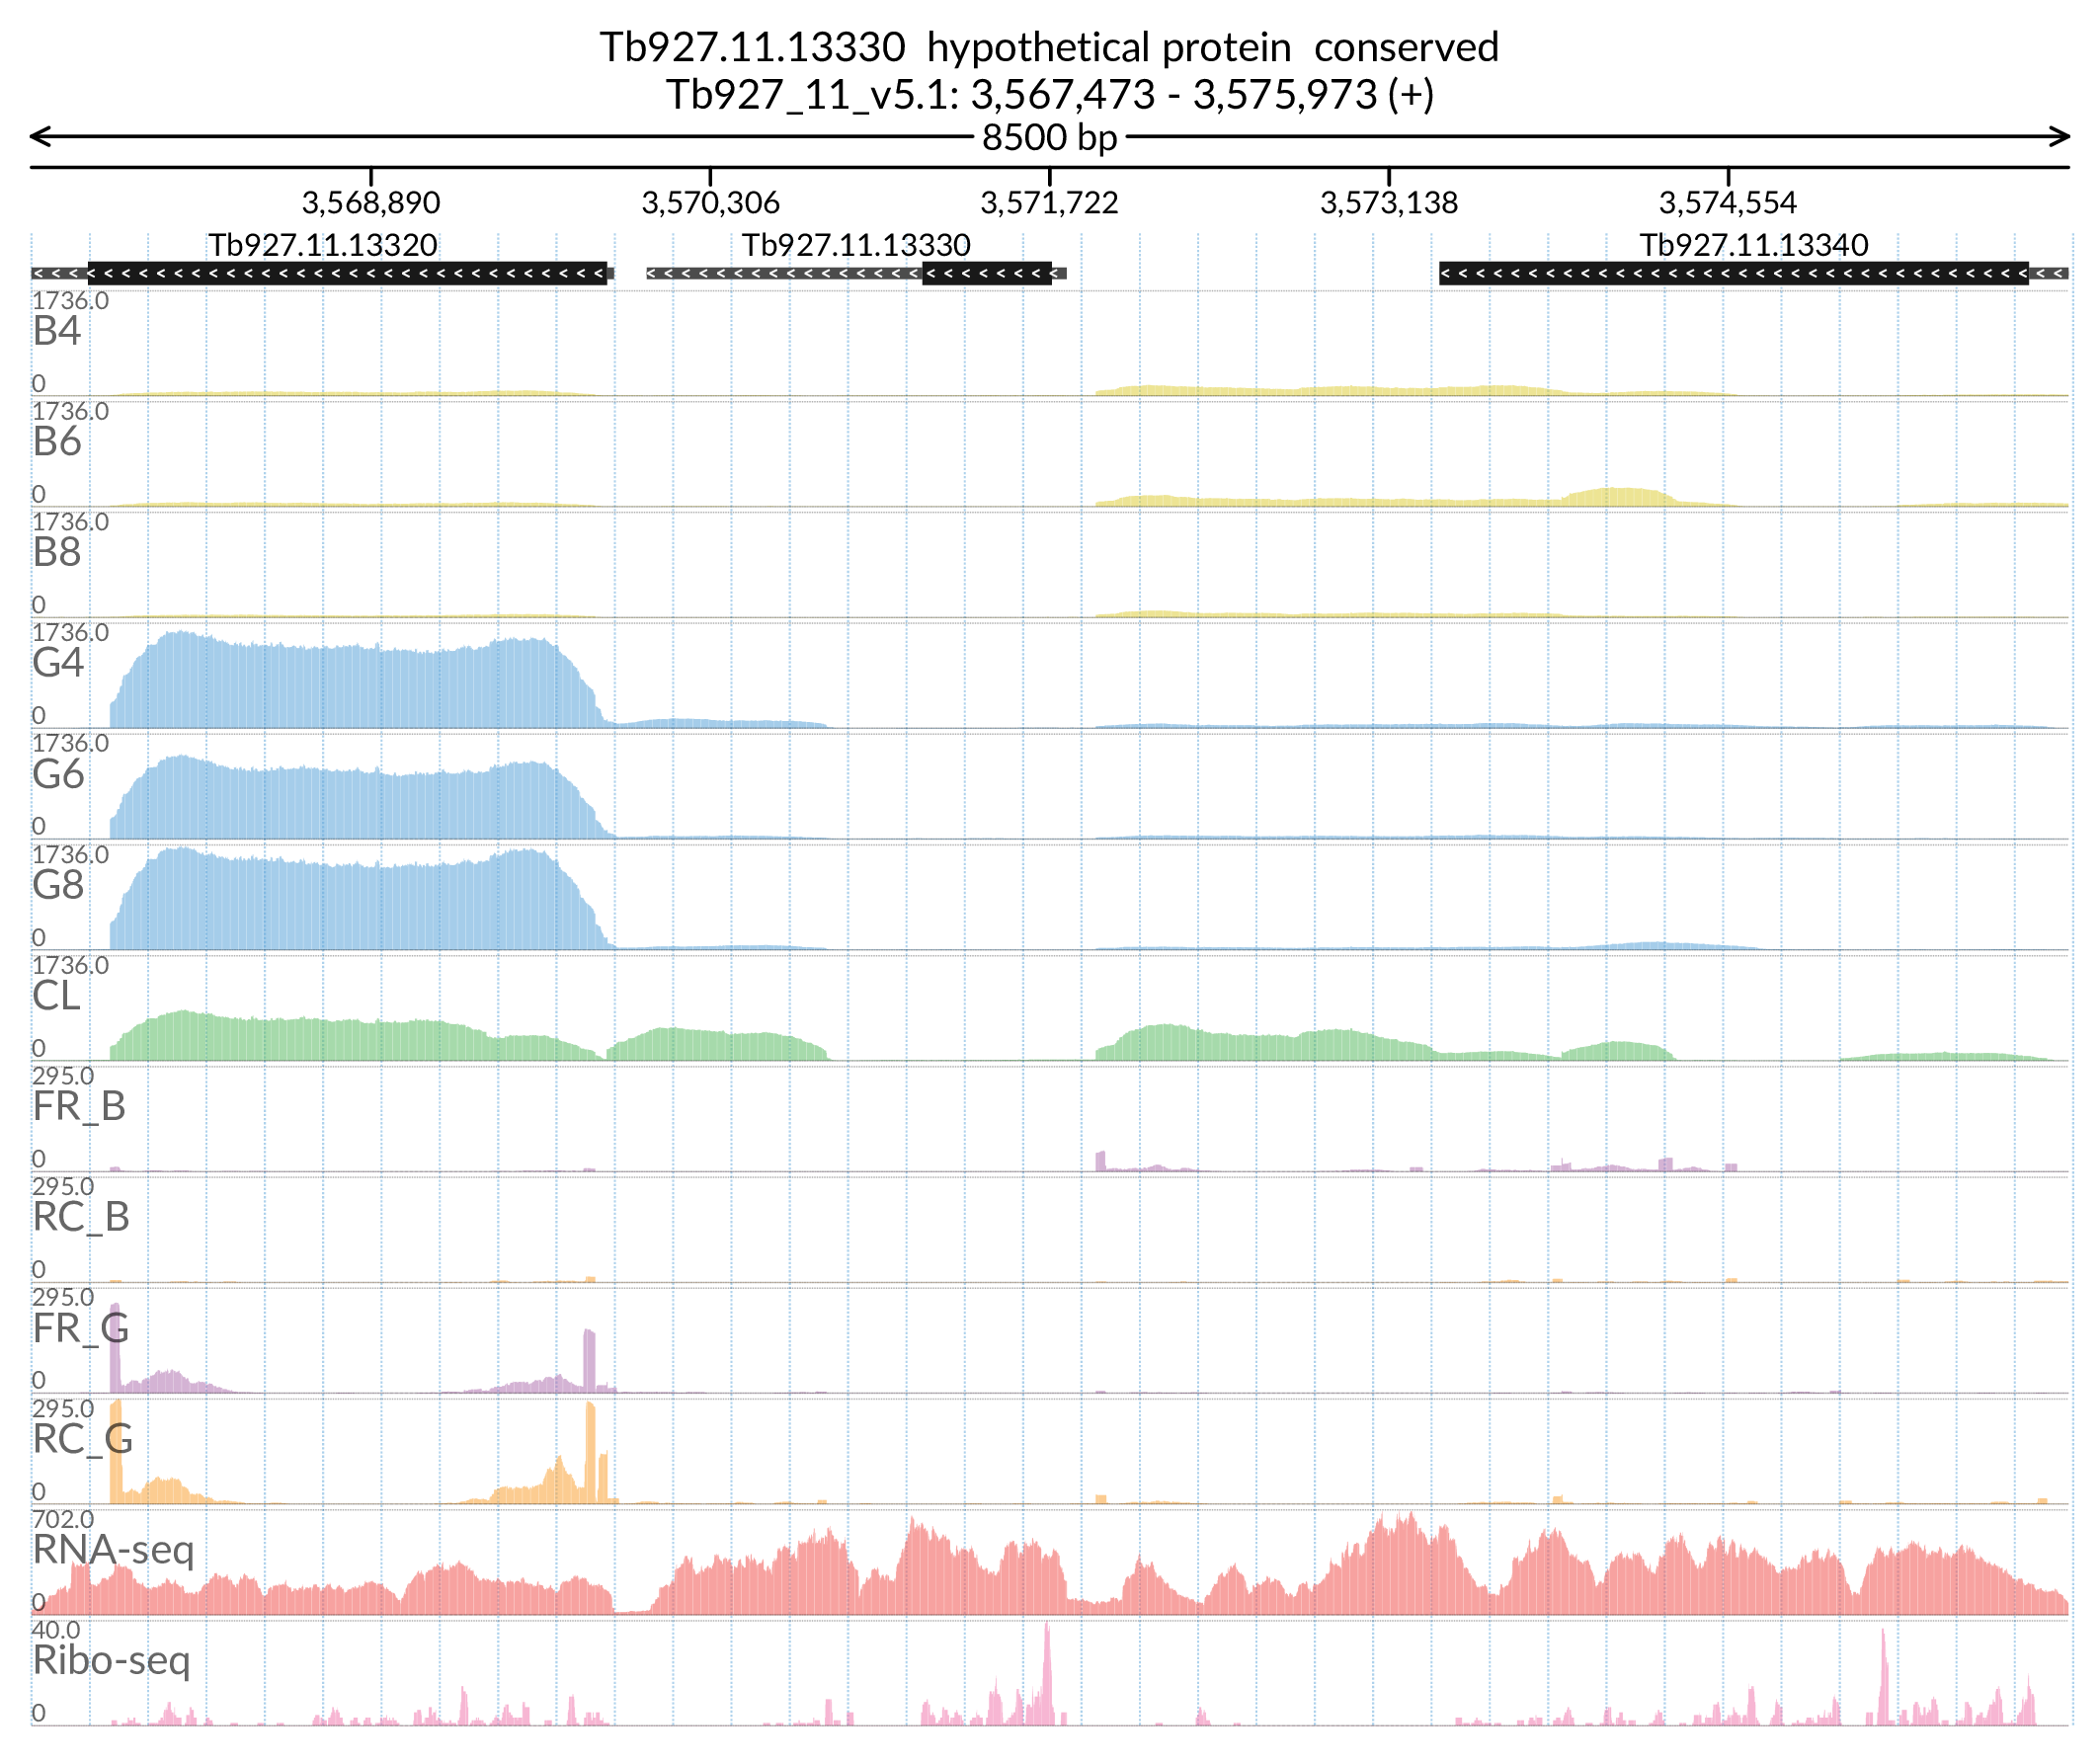 Tb927.11.13330  hypothetical protein  conserved
Tb927_11_v5.1: 3,567,473 - 3,575,973 (+)
8500 bp
3,568,890 3,570,306 3,571,722 3,573,138 3,574,554
Tb927.11.13320 Tb927.11.13330 Tb927.11.13340
1736.0
B4
0
1736.0
B6
0
1736.0
B8
0
1736.0
G4
0
1736.0
G6
0
1736.0
G8
0
1736.0
CL
0
295.0
FR_B
0
295.0
RC_B
0
295.0
FR_G
0
295.0
RC_G
0
702.0
RNA-seq
0
40.0
Ribo-seq
0